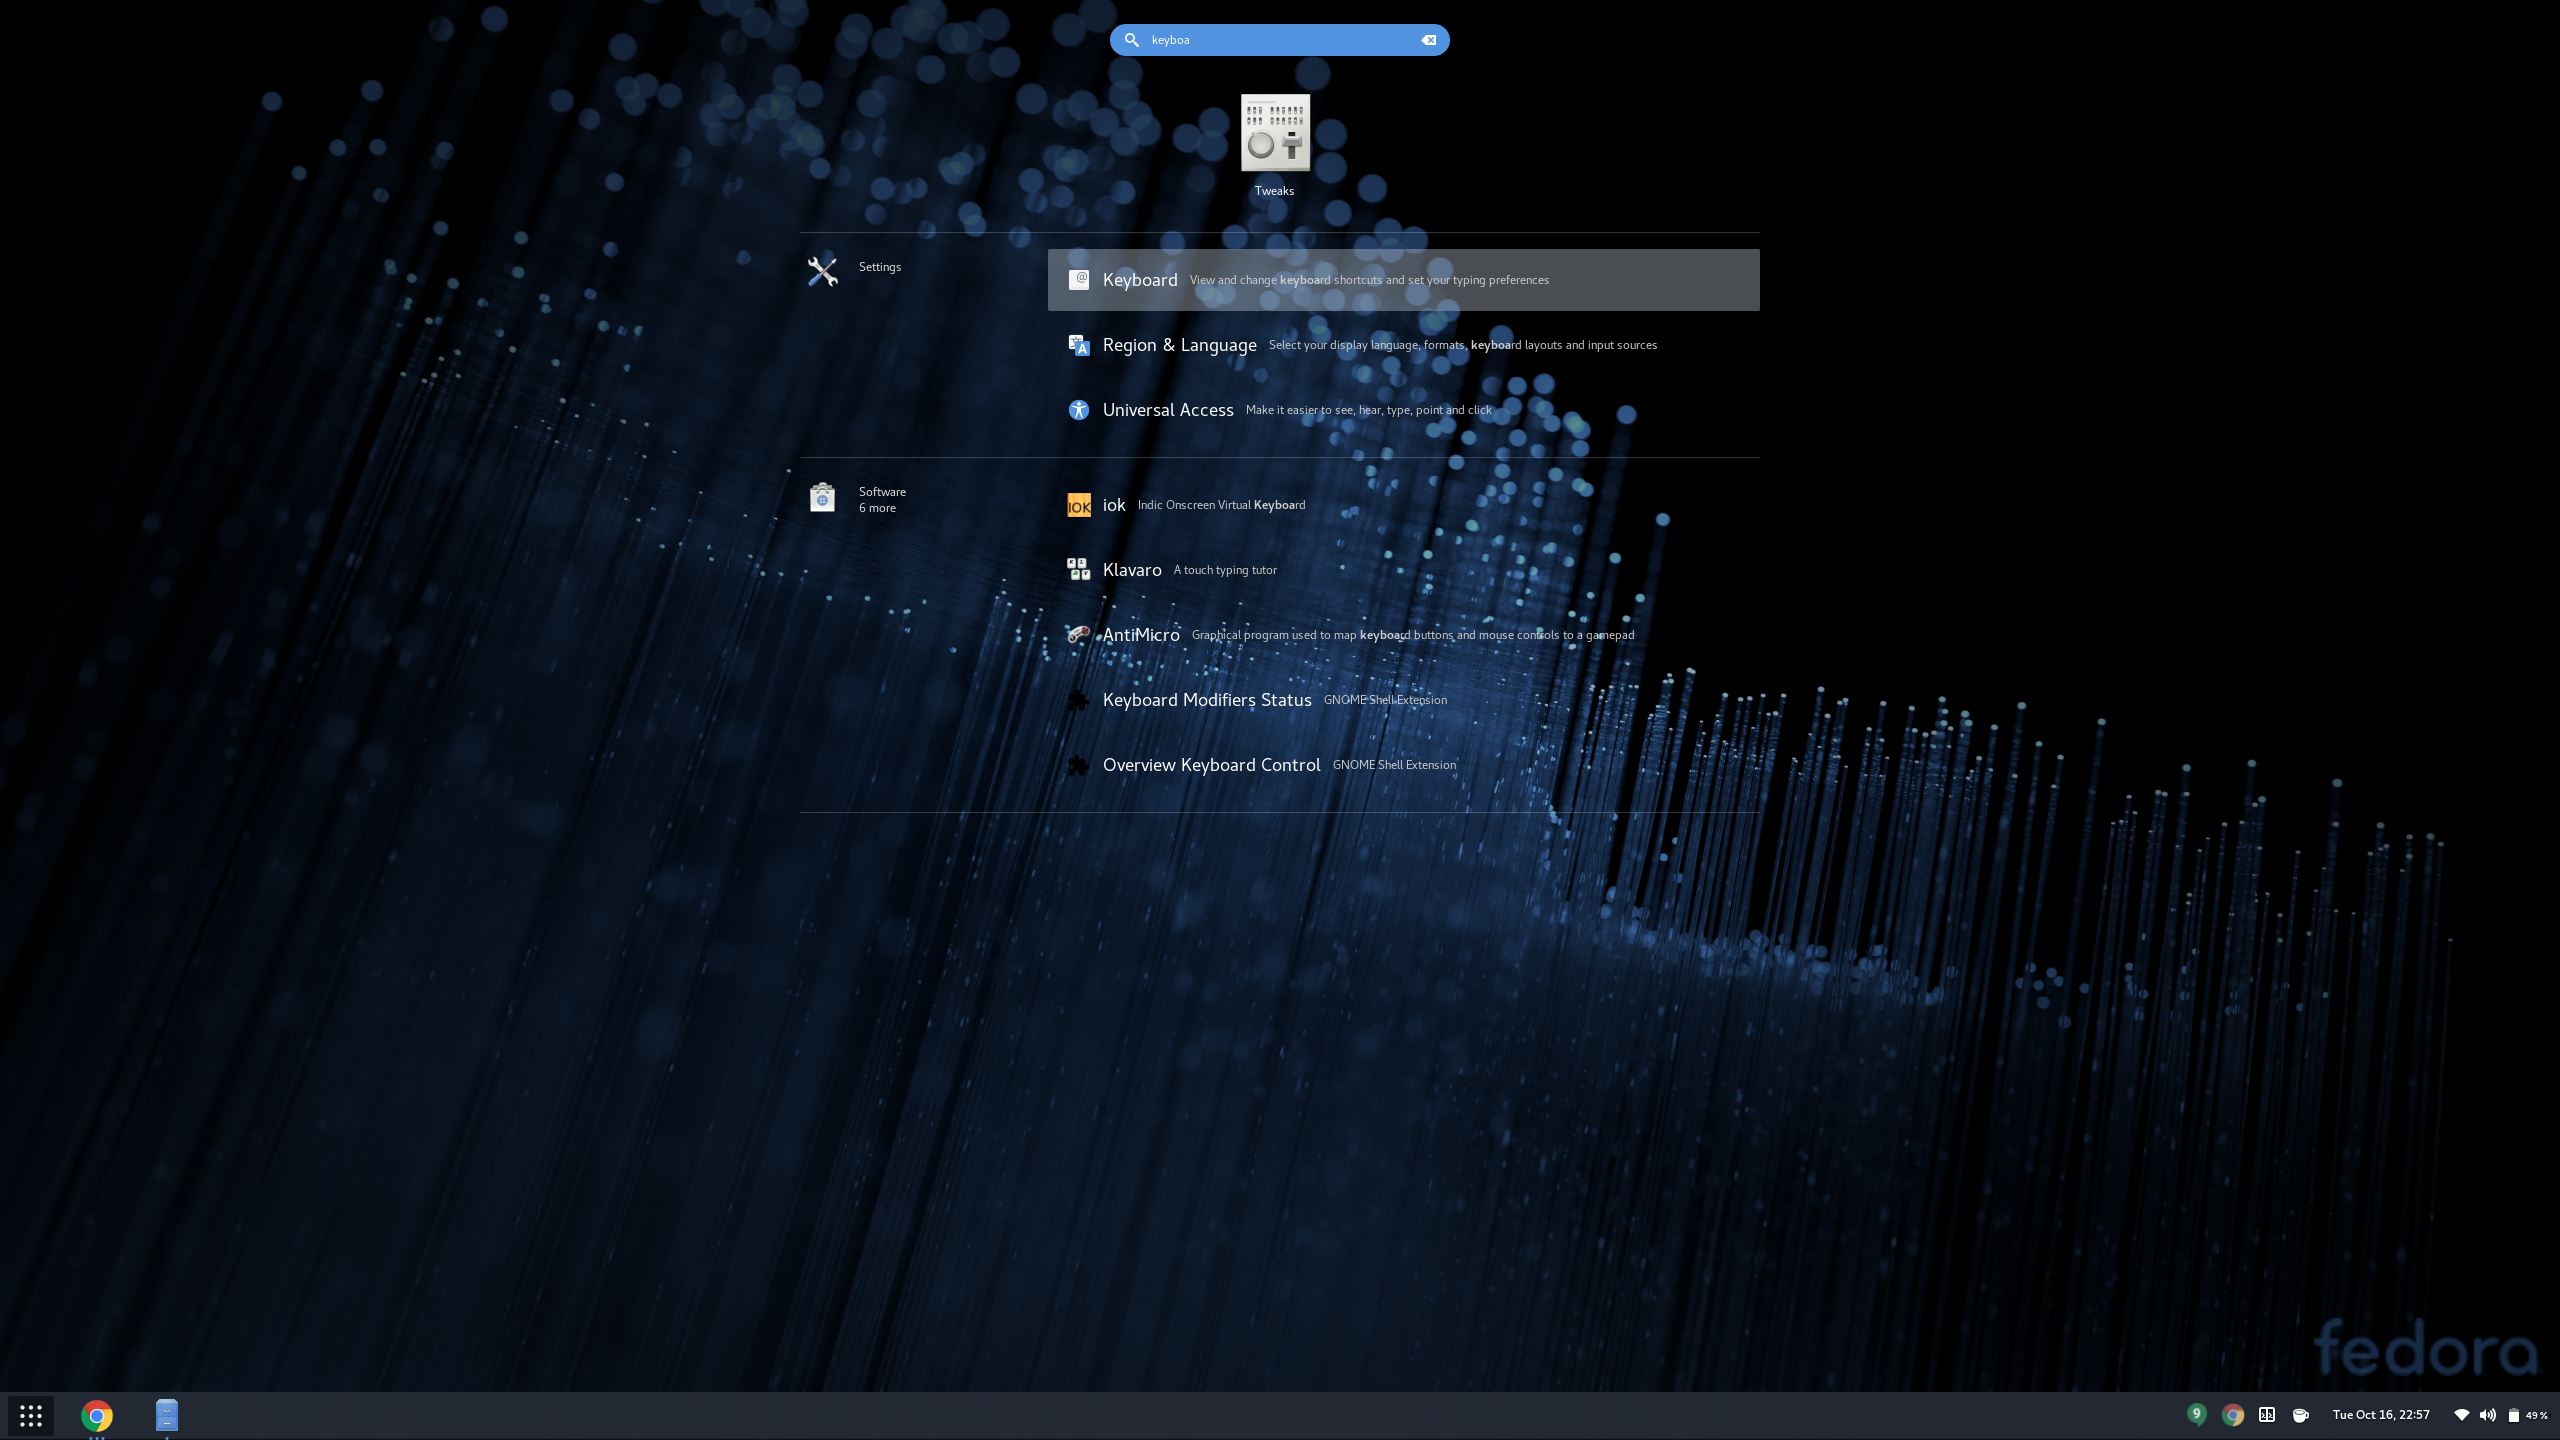 keyboa
Tweaks
Settings
Keyboard View and change keyboard shortcuts and set your typing preferences
Region & Language Select your display language, formats, keyboard layouts and input sources
Universal Access Make it easier to see, hear, type, point and click
Software
6 more
IOK iok Indic Onscreen Virtual Keyboard
Klavaro A touch typing tutor
AntiMicro Graphical program used to map keyboard buttons and mouse controls to a gamepad
Keyboard Modifiers Status GNOME Shell Extension
Overview Keyboard Control GNOME Shell Extension
fedora
9 Tue Oct 16, 22:57 49 %